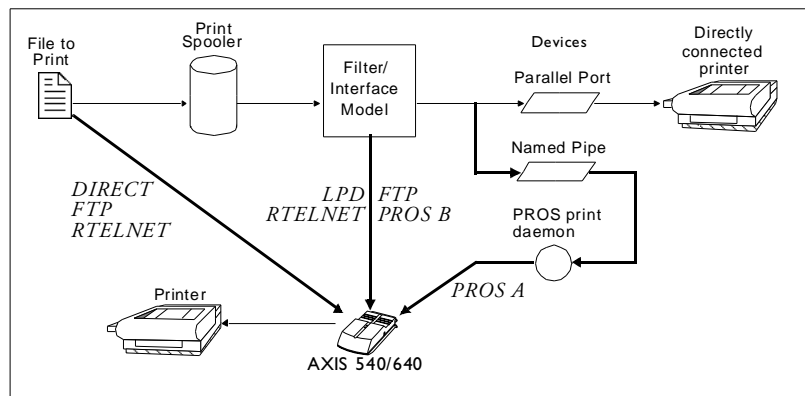 File to
Print
Print
Spooler
Filter/
Interface
Model
Devices
Parallel Port
Directly
connected
printer
Named Pipe
PROS print
daemon
DIRECT
FTP
RTELNET
LPD FTP
RTELNET PROS B
PROS A
Printer
AXIS 540/640